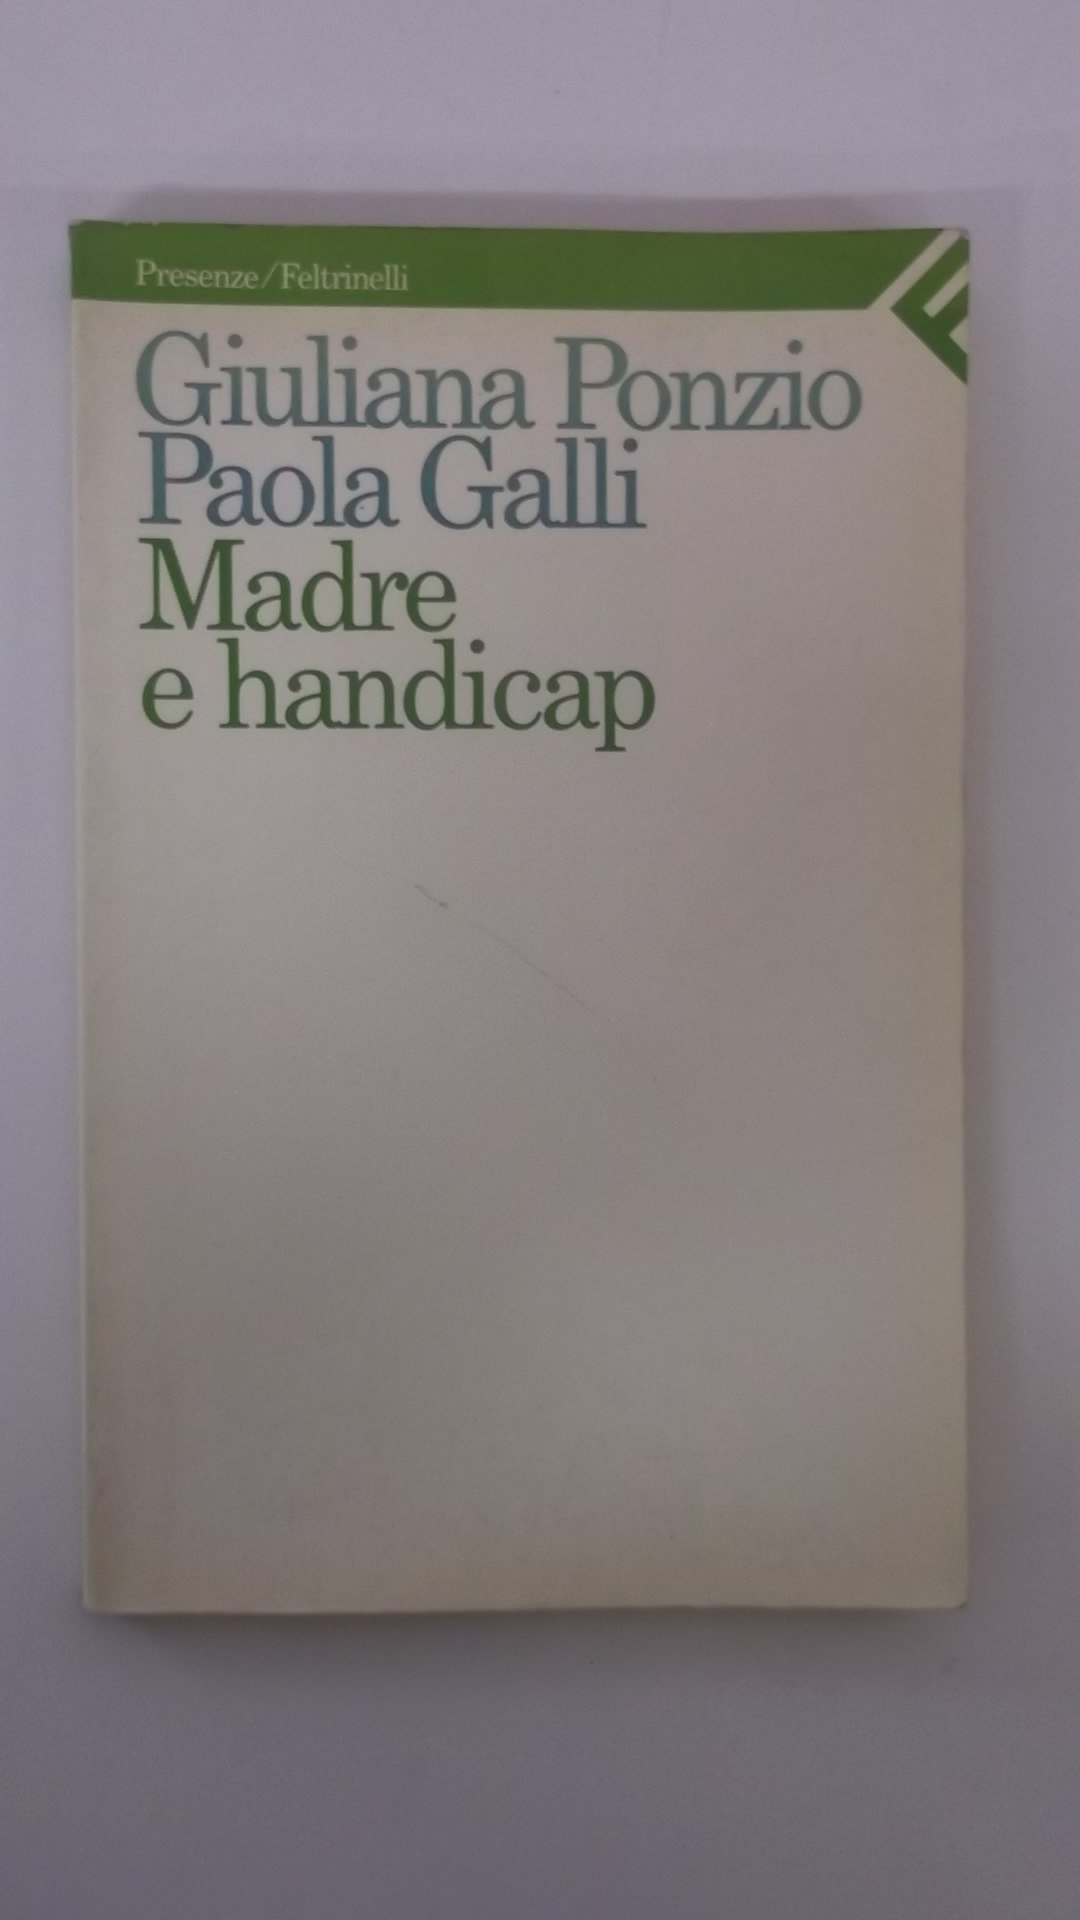 Presenze/Feltrinelli
Giuliana Ponzio
Paola Galli
Madre
e handicap